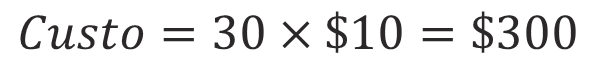 Custo = 30 × $10 = $300